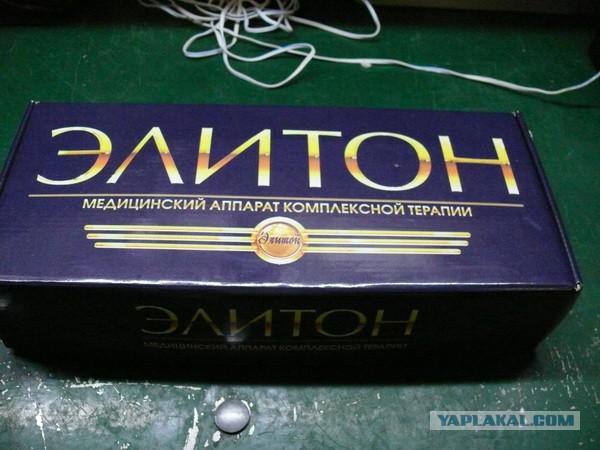 ЭЛИТОН
МЕДИЦИНСКИЙ АППАРАТ КОМПЛЕКСНОЙ ТЕРАПИИ
Элитон
ЭЛИТОН
МЕДИЦИНСКИЙ АППАРАТ КОМПЛЕКСНОЙ ТЕРАПИИ
YAPLAKAL.COM